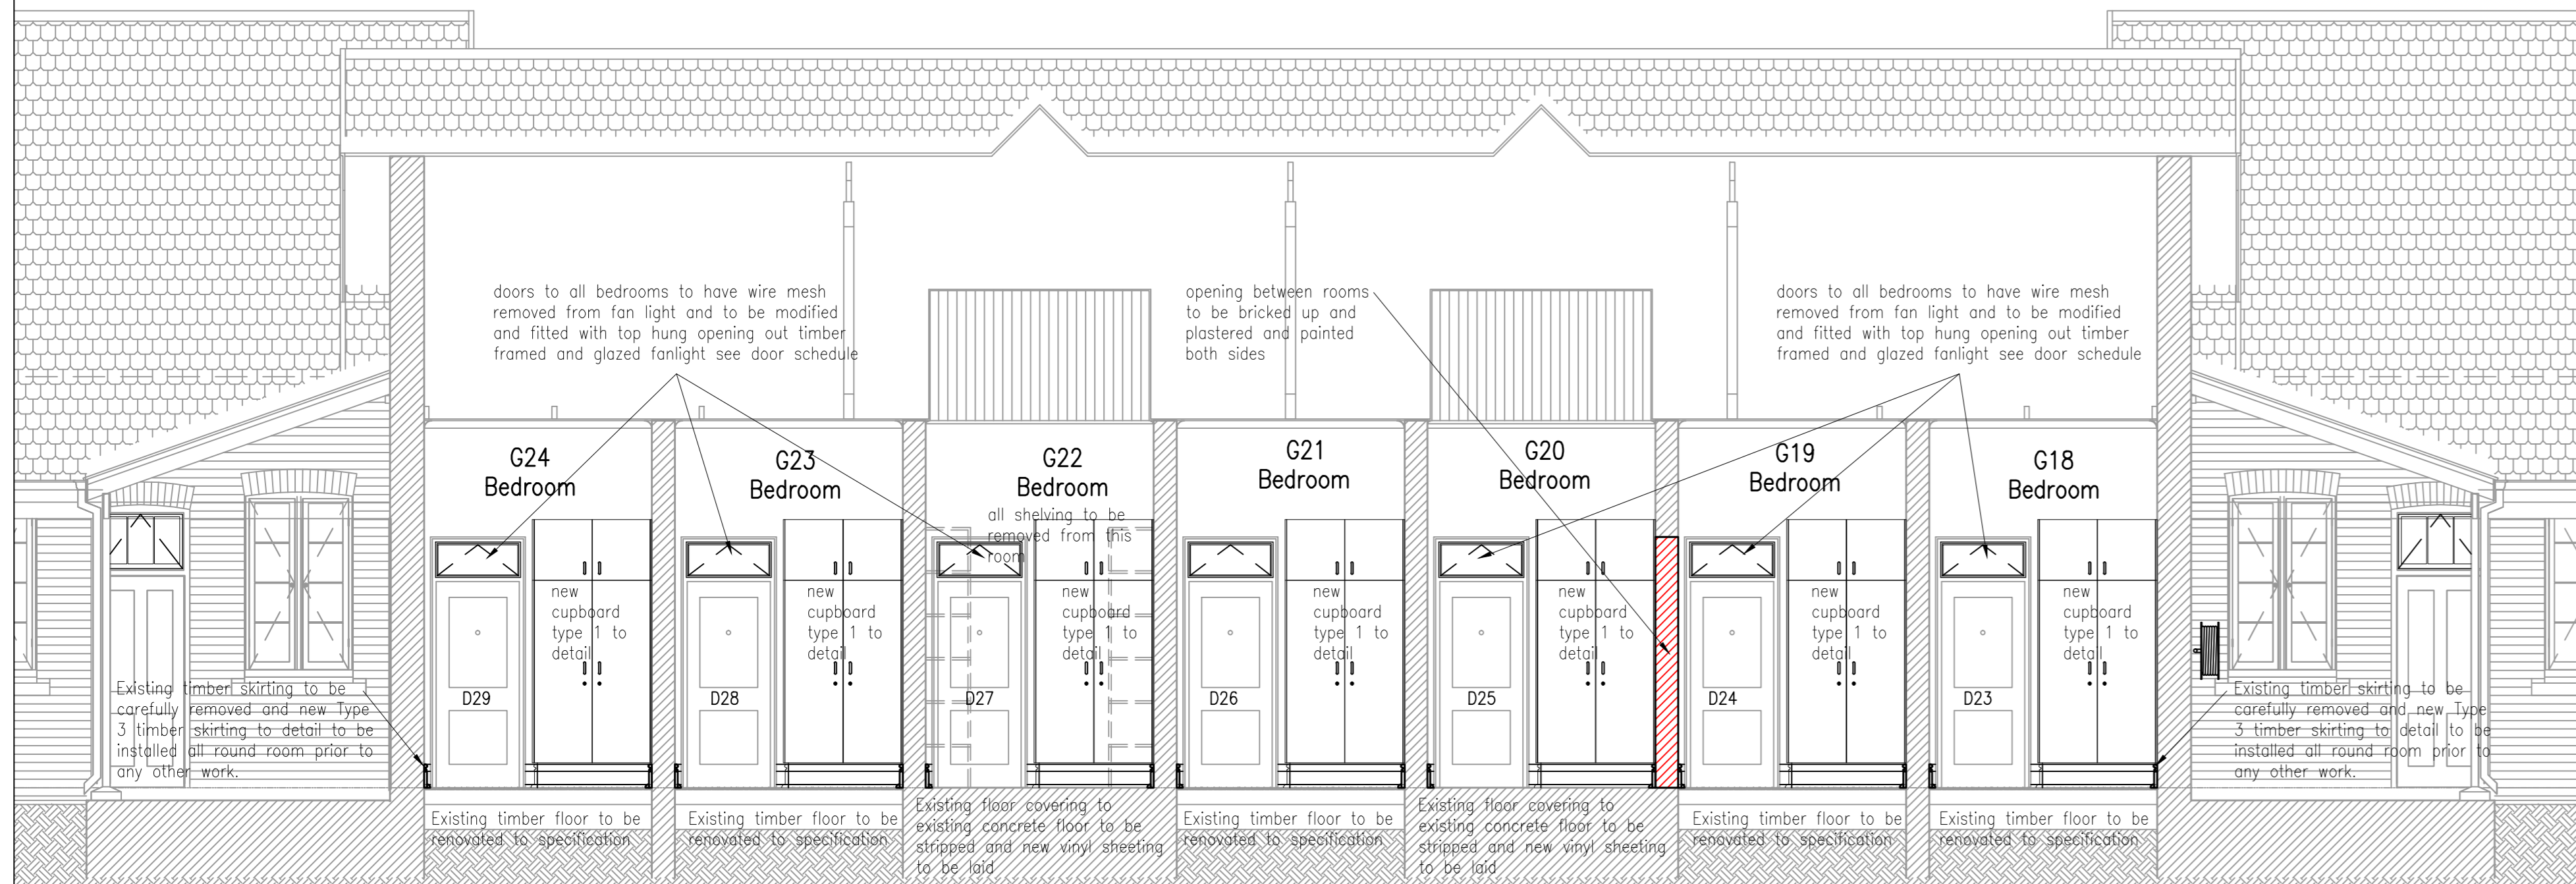 doors to all bedrooms to have wire mesh
removed from fan light and to be modified
and fitted with top hung opening out timber
framed and glazed fanlight see door schedule
opening between rooms
to be bricked up and
plastered and painted
both sides
doors to all bedrooms to have wire mesh
removed from fan light and to be modified
and fitted with top hung opening out timber
framed and glazed fanlight see door schedule
G24
Bedroom
G23
Bedroom
G22
Bedroom
G21
Bedroom
G20
Bedroom
G19
Bedroom
G18
Bedroom
all shelving to be
removed from this
room
new
cupboard
type 1 to
detail
new
cupboard
type 1 to
detail
new
cupboard
type 1 to
detail
new
cupboard
type 1 to
detail
new
cupboard
type 1 to
detail
new
cupboard
type 1 to
detail
new
cupboard
type 1 to
detail
D29
D28
D27
D26
D25
D24
D23
Existing timber skirting to be
carefully removed and new Type
3 timber skirting to detail to be
installed all round room prior to
any other work.
Existing timber skirting to be
carefully removed and new Type
3 timber skirting to detail to be
installed all round room prior to
any other work.
Existing timber floor to be
renovated to specification
Existing timber floor to be
renovated to specification
Existing floor covering to
existing concrete floor to be
stripped and new vinyl sheeting
to be laid
Existing timber floor to be
renovated to specification
Existing floor covering to
existing concrete floor to be
stripped and new vinyl sheeting
to be laid
Existing timber floor to be
renovated to specification
Existing timber floor to be
renovated to specification